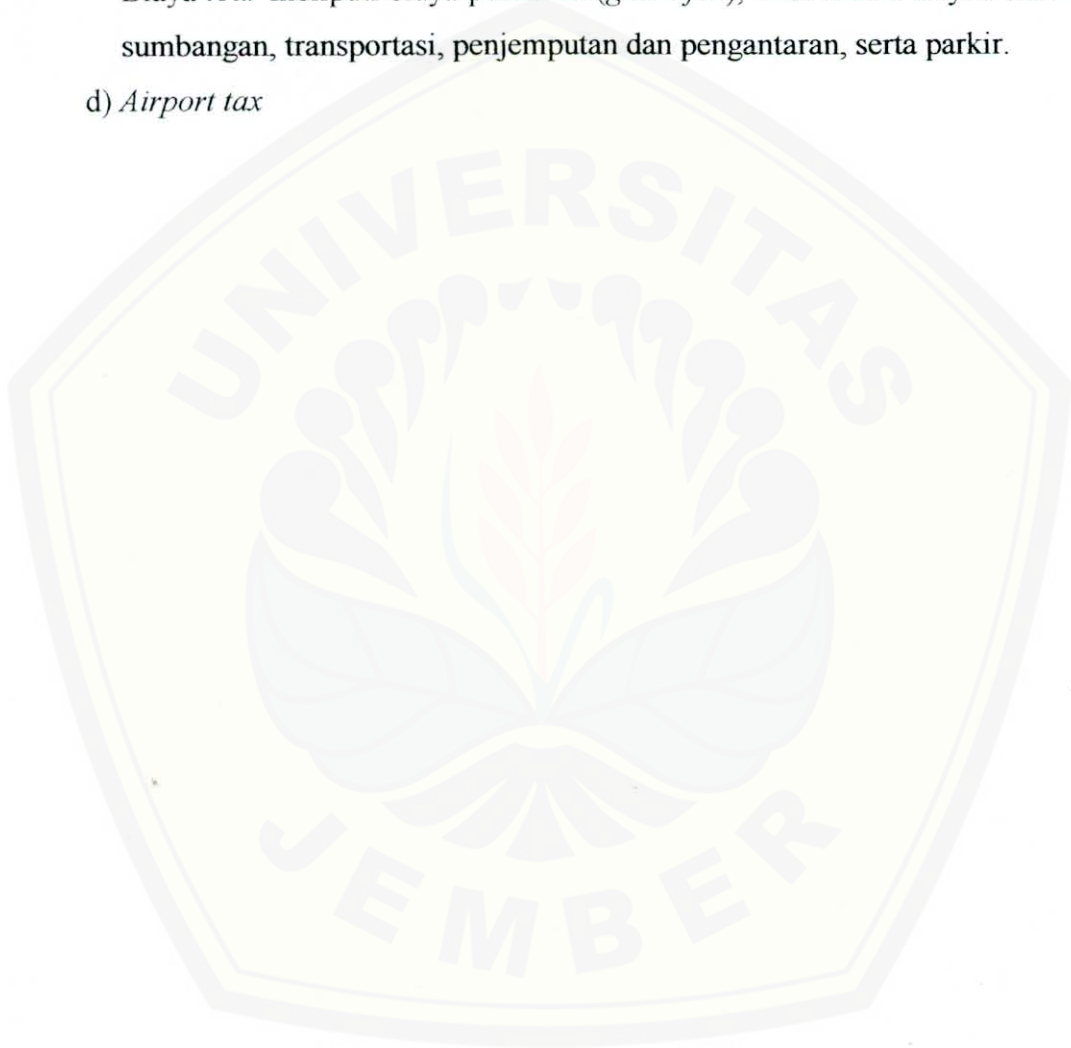 sumbangan, transportasi, penjemputan dan pengantaran, serta parkir.
d) Airport tax
UNIVERSITAS
JEMBER